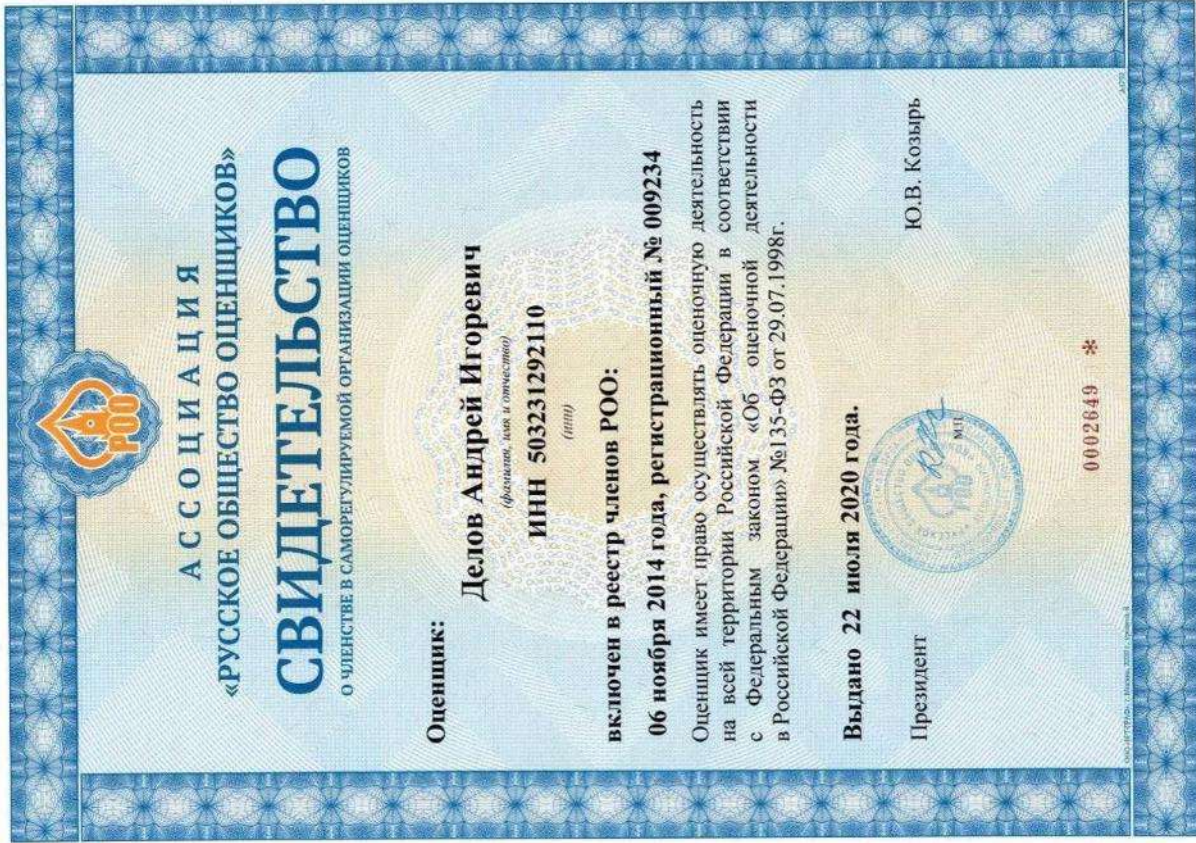 РОО
АССОЦИАЦИЯ
«РУССКОЕ ОБЩЕСТВО ОЦЕНЩИКОВ»
СВИДЕТЕЛЬСТВО
О ЧЛЕНСТВЕ В САМОРЕГУЛИРУЕМОЙ ОРГАНИЗАЦИИ ОЦЕНЩИКОВ
Оценщик:
Делов Андрей Игоревич
(фамилия, имя и отчество)
ИНН 503231292110
(инн)
включен в реестр членов РОО:
06 ноября 2014 года, регистрационный № 009234
Оценщик имеет право осуществлять оценочную деятельность
на всей территории Российской Федерации в соответствии
с Федеральным законом «Об оценочной деятельности
в Российской Федерации» №135-ФЗ от 29.07.1998г.
Выдано 22 июля 2020 года.
Президент
МП
Ю.В. Козырь
0002649 *